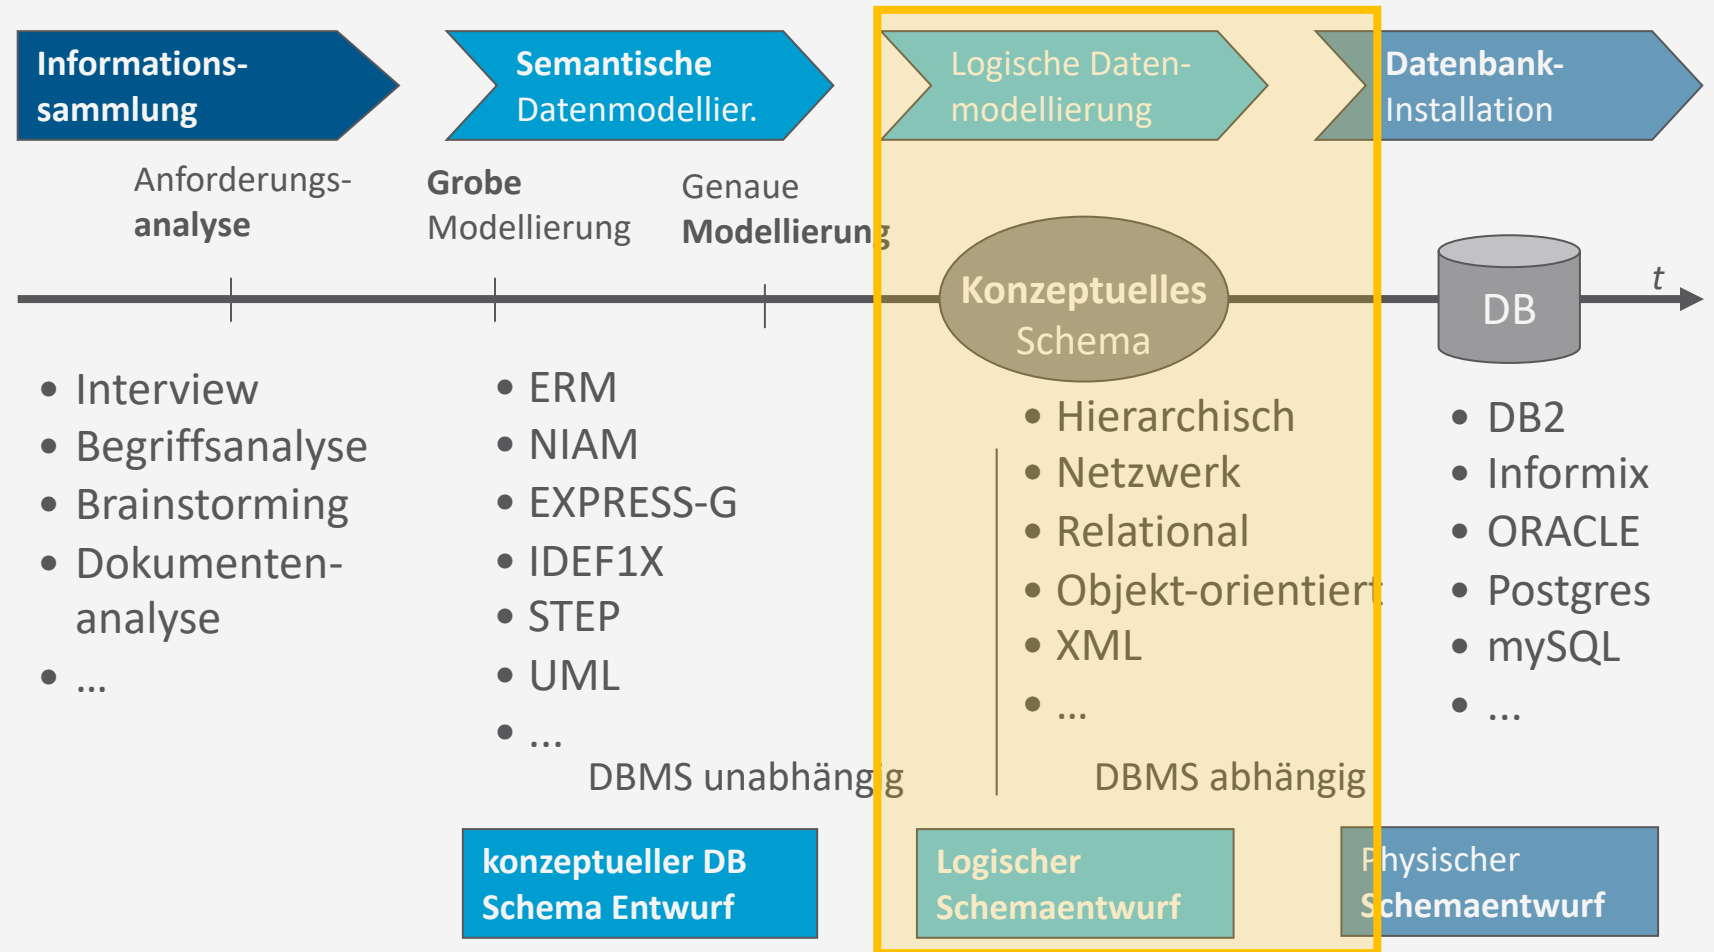 Informations-
sammlung
Semantische
Datenmodellier.
Logische Daten-
modellierung
Datenbank-
Installation
Anforderungs-
analyse
Grobe
Modellierung
Genaue
Modellierung
Konzeptuelles
Schema
DB
t
• Interview
• Begriffsanalyse
• Brainstorming
• Dokumenten-
analyse
• ...
• ERM
• NIAM
• EXPRESS-G
• IDEF1X
• STEP
• UML
• ...
DBMS unabhängig
• Hierarchisch
• Netzwerk
• Relational
• Objekt-orientiert
• XML
• ...
DBMS abhängig
• DB2
• Informix
• ORACLE
• Postgres
• mySQL
• ...
konzeptueller DB
Schema Entwurf
Logischer
Schemaentwurf
Physischer
Schemaentwurf